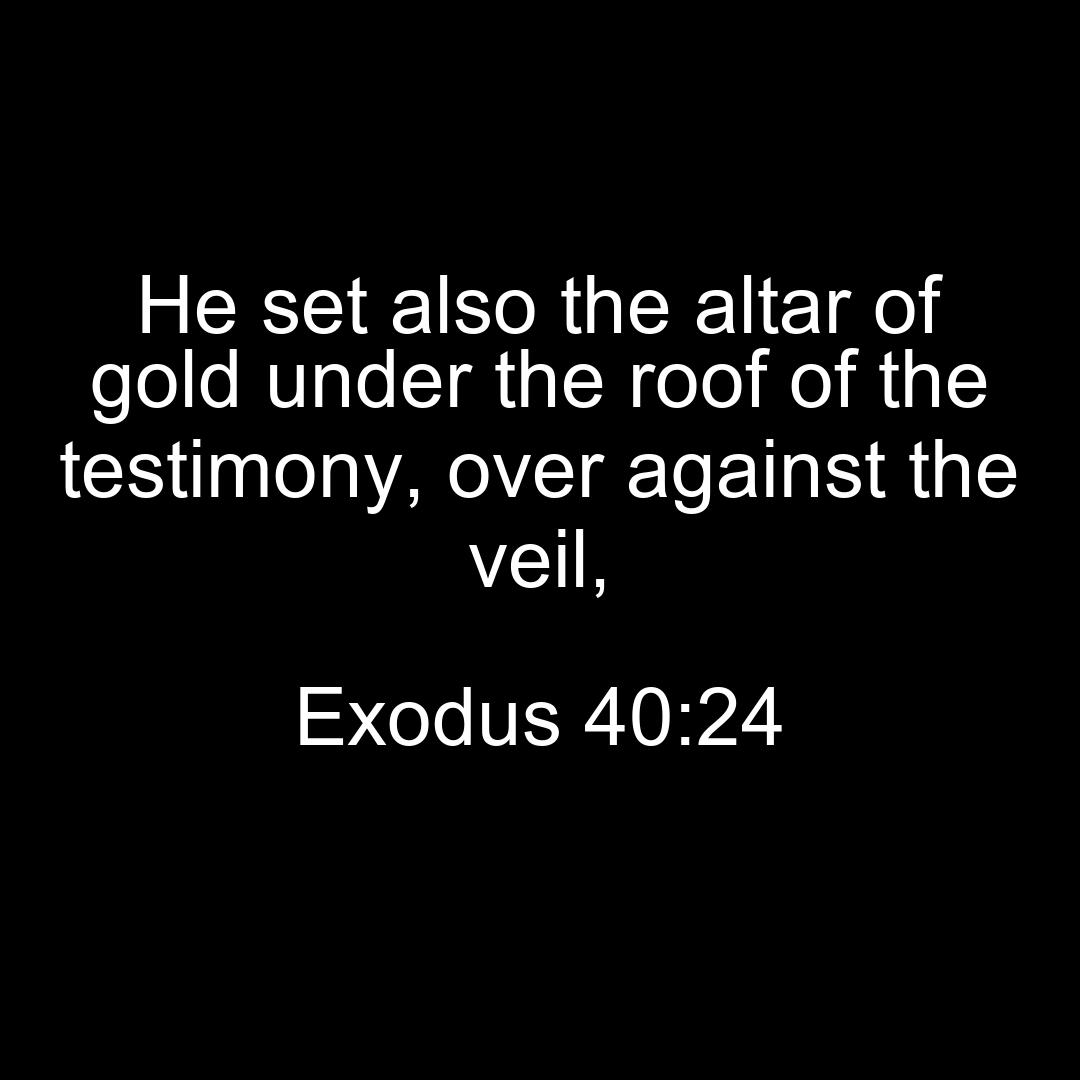 He set also the altar of
gold under the roof of the
testimony, over against the
veil,
Exodus 40:24